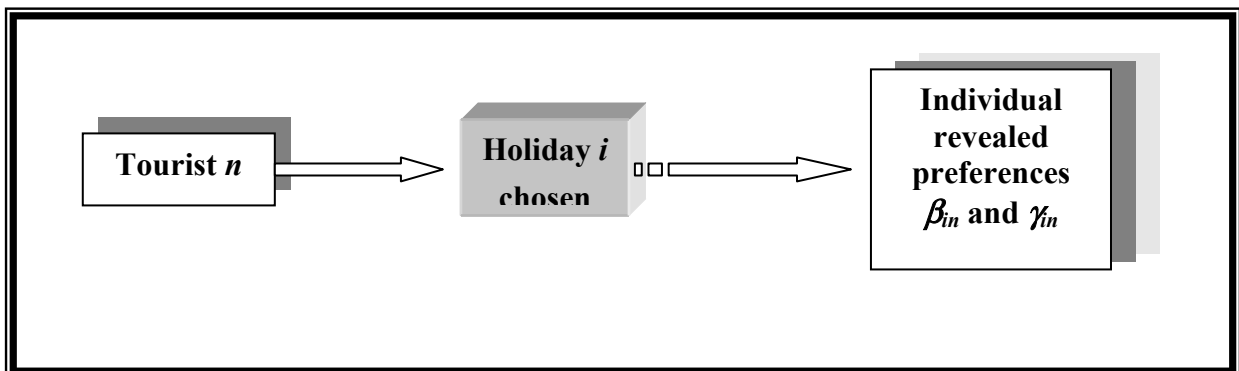 Tourist n
Holiday i
chosen
Individual
revealed
preferences
βin and γin